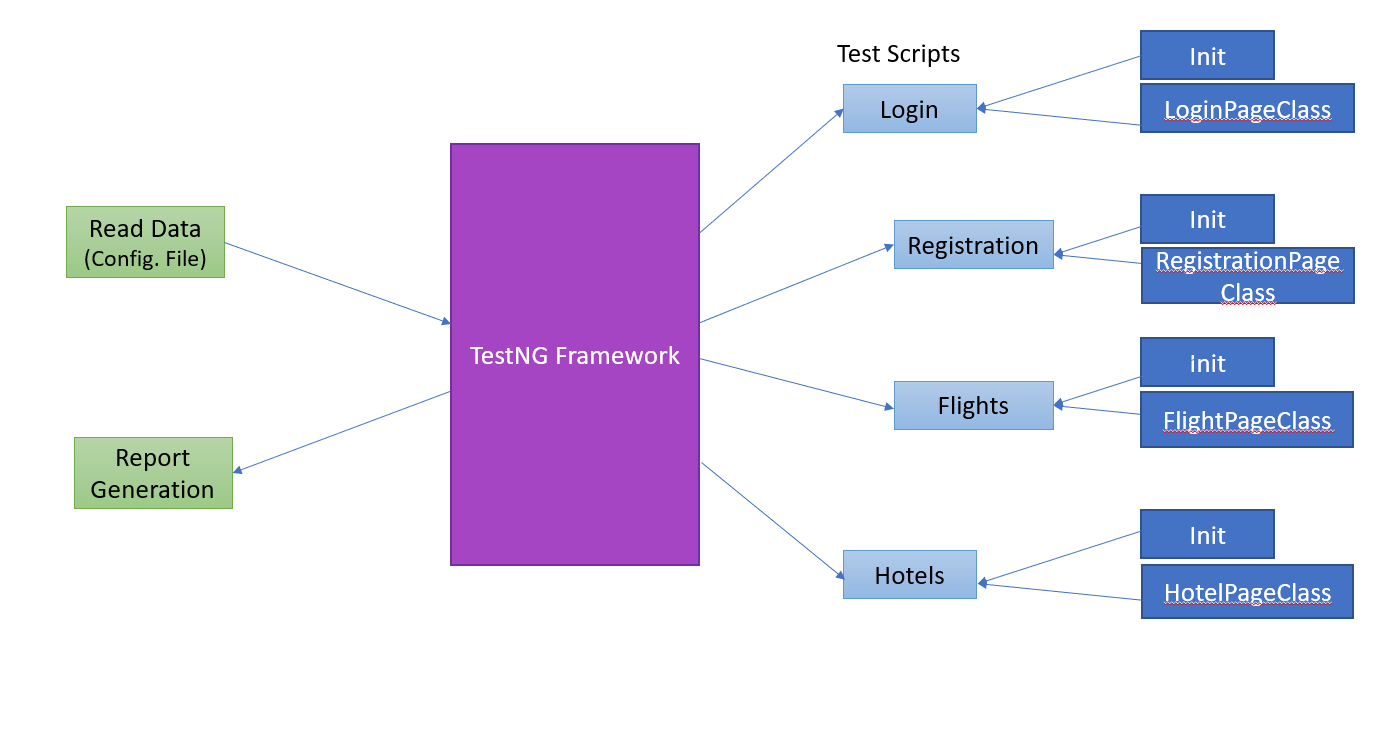 Test Scripts
Init
Login
LoginPageClass
Init
Read Data
(Config. File)
Registration
RegistrationPage
Class
TestNG Framework
Init
Flights
FlightPageClass
Report
Generation
Init
Hotels
HotelPageClass